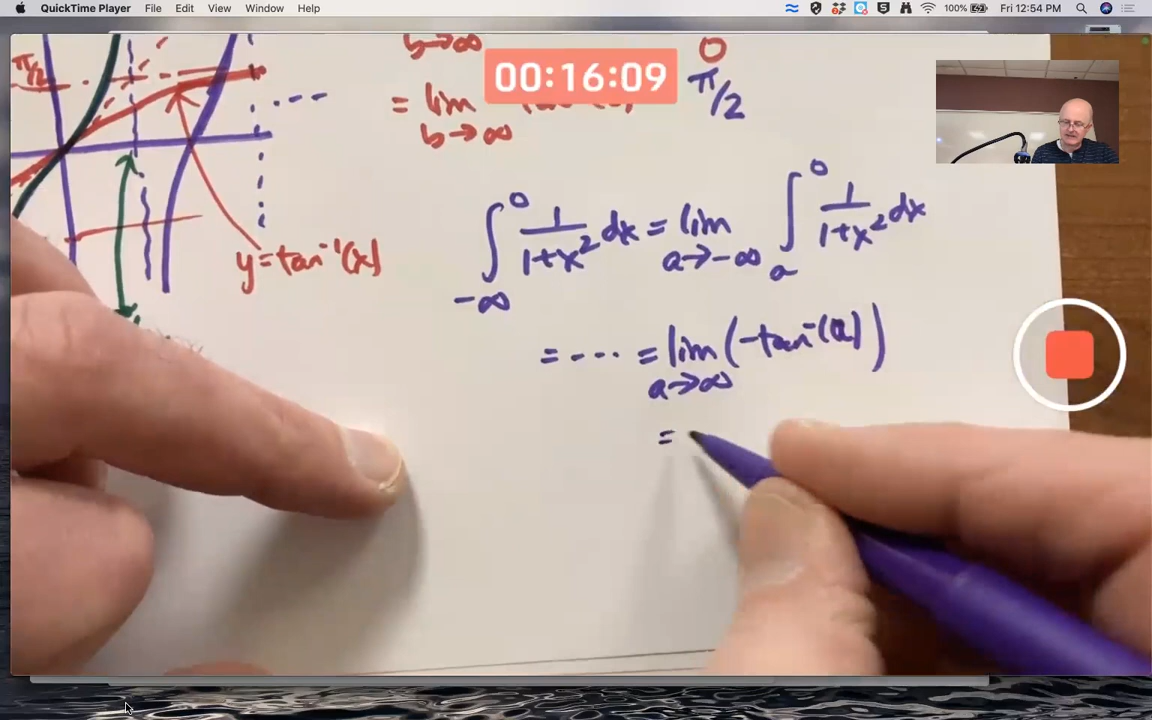 QuickTime Player File Edit View Window Help 100% Fri 12:54 PM
b→∞
0
00:16:09
π/2
= lim
b→∞
π/2
∫_{-∞}^{0} 1/(1+x²) dx = lim_{a→-∞} ∫_{a}^{0} 1/(1+x²) dx
y=tan⁻¹(x)
= ... = lim_{a→∞} (-tan⁻¹(a))
=